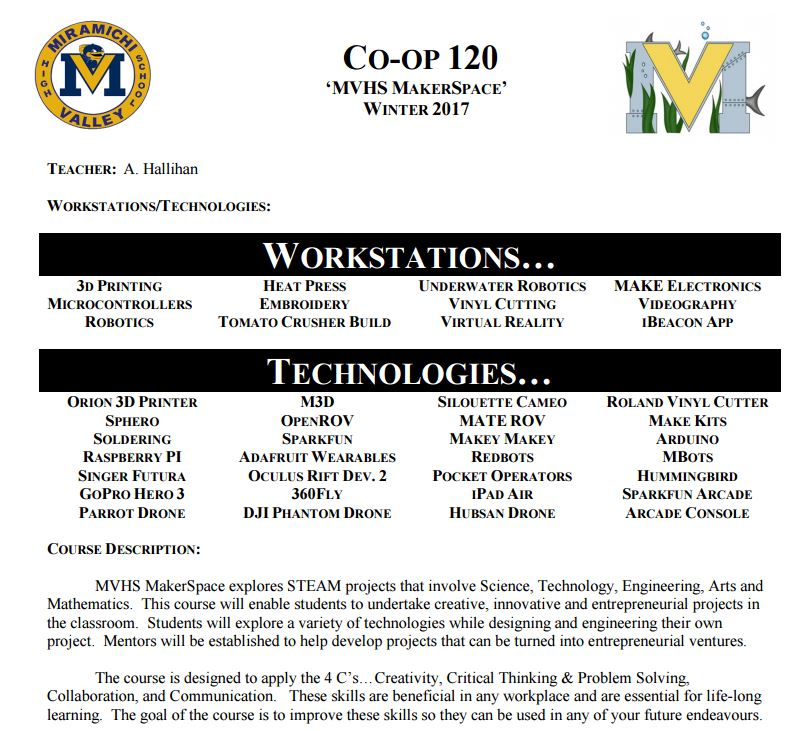 MIRAMICHI
HIGH
SCHOOL
M
VALLEY
CO-OP 120
‘MVHS MAKERSPACE’
WINTER 2017
M
TEACHER: A. Hallihan
WORKSTATIONS/TECHNOLOGIES:
WORKSTATIONS…
3D PRINTING HEAT PRESS UNDERWATER ROBOTICS MAKE ELECTRONICS
MICROCONTROLLERS EMBROIDERY VINYL CUTTING VIDEOGRAPHY
ROBOTICS TOMATO CRUSHER BUILD VIRTUAL REALITY IBEACON APP
TECHNOLOGIES…
ORION 3D PRINTER M3D SILOUETTE CAMEO ROLAND VINYL CUTTER
SPHERO OPENROV MATE ROV MAKE KITS
SOLDERING SPARKFUN MAKEY MAKEY ARDUINO
RASPBERRY PI ADAFRUIT WEARABLES REDBOTS MBOTS
SINGER FUTURA OCULUS RIFT DEV. 2 POCKET OPERATORS HUMMINGBIRD
GOPRO HERO 3 360FLY IPAD AIR SPARKFUN ARCADE
PARROT DRONE DJI PHANTOM DRONE HUBSAN DRONE ARCADE CONSOLE
COURSE DESCRIPTION:
MVHS MakerSpace explores STEAM projects that involve Science, Technology, Engineering, Arts and
Mathematics. This course will enable students to undertake creative, innovative and entrepreneurial projects in
the classroom. Students will explore a variety of technologies while designing and engineering their own
project. Mentors will be established to help develop projects that can be turned into entrepreneurial ventures.
The course is designed to apply the 4 C’s…Creativity, Critical Thinking & Problem Solving,
Collaboration, and Communication. These skills are beneficial in any workplace and are essential for life-long
learning. The goal of the course is to improve these skills so they can be used in any of your future endeavours.